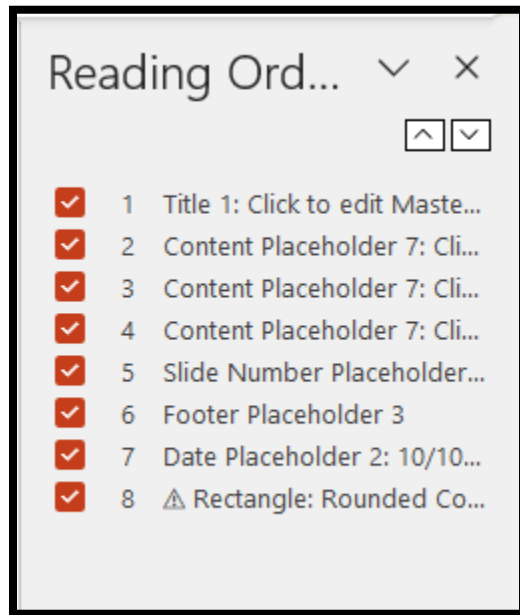 Reading Ord...
1 Title 1: Click to edit Maste...
2 Content Placeholder 7: Cli...
3 Content Placeholder 7: Cli...
4 Content Placeholder 7: Cli...
5 Slide Number Placeholder...
6 Footer Placeholder 3
7 Date Placeholder 2: 10/10...
8 ⚠ Rectangle: Rounded Co...